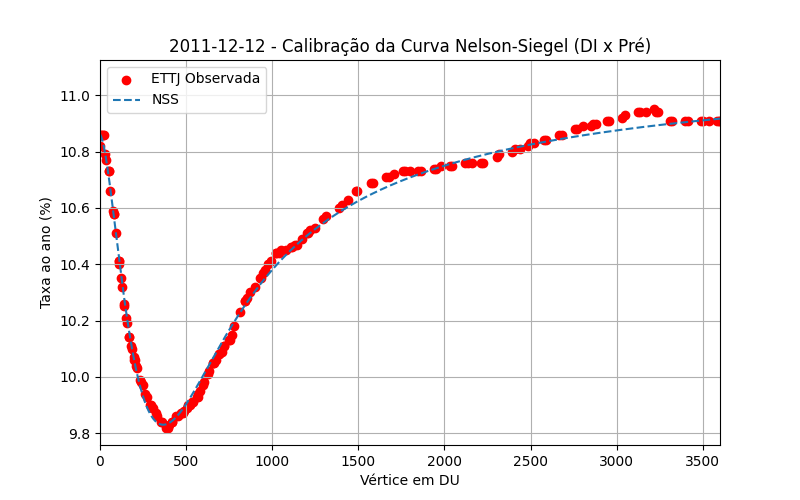 2011-12-12 - Calibração da Curva Nelson-Siegel (DI x Pré)
ETTJ Observada
NSS
Taxa ao ano (%)
11.0
10.8
10.6
10.4
10.2
10.0
9.8
0 500 1000 1500 2000 2500 3000 3500
Vértice em DU